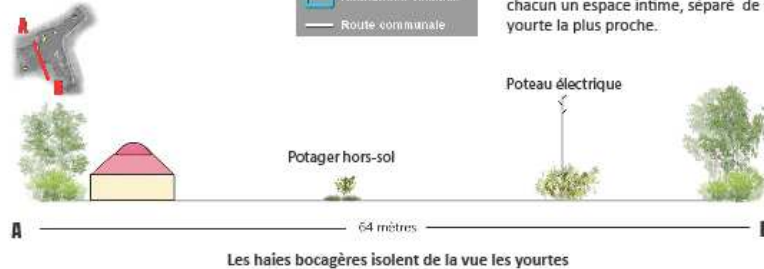 Route communale
chacun un espace intime, séparé de
yourte la plus proche.
A
Poteau électrique
Potager hors-sol
A
64 mètres
Les haies bocagères isolent de la vue les yourtes